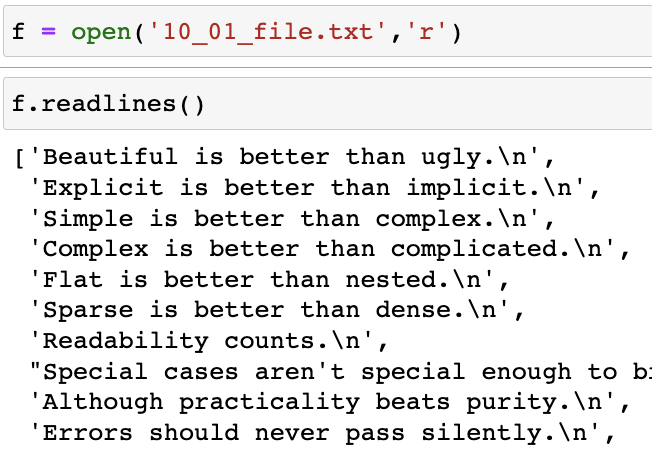 f = open('10_01_file.txt','r')
f.readlines()
['Beautiful is better than ugly.\n',
'Explicit is better than implicit.\n',
'Simple is better than complex.\n',
'Complex is better than complicated.\n',
'Flat is better than nested.\n',
'Sparse is better than dense.\n',
'Readability counts.\n',
"Special cases aren't special enough to
'Although practicality beats purity.\n',
'Errors should never pass silently.\n',